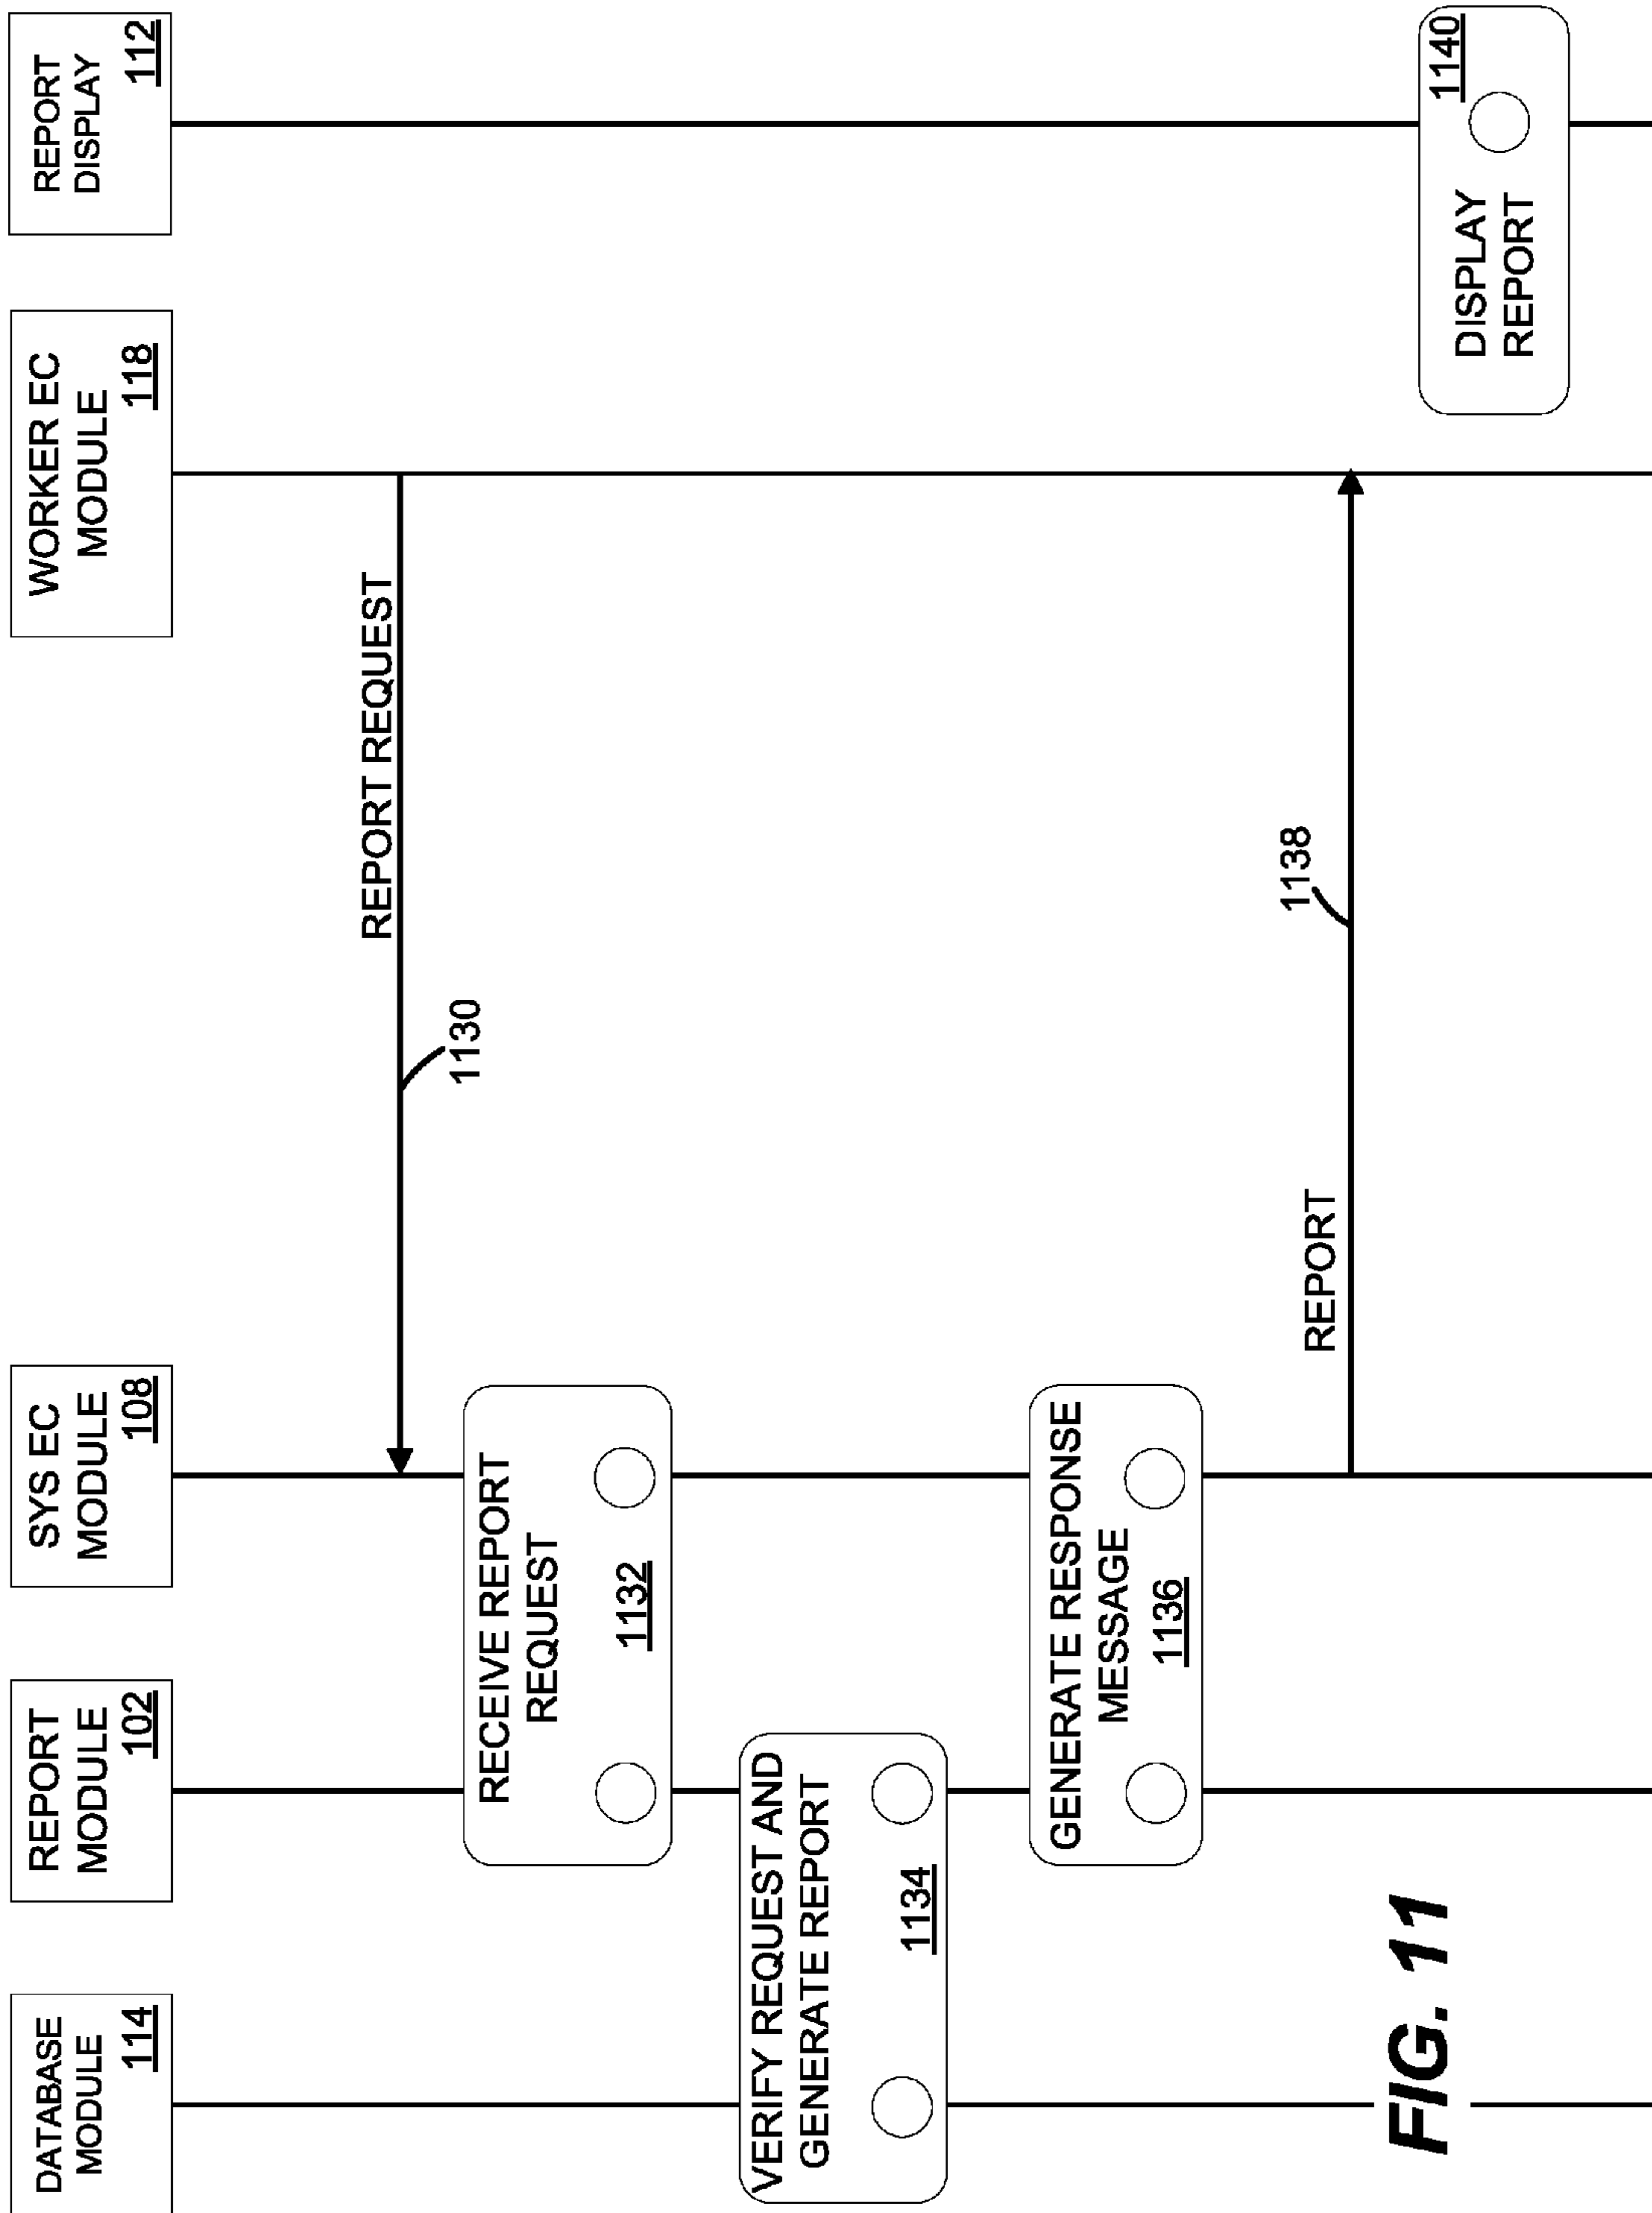 DATABASE
MODULE
114
REPORT
MODULE
102
SYS EC
MODULE
108
WORKER EC
MODULE
118
REPORT
DISPLAY
112
REPORT REQUEST
1130
RECEIVE REPORT
REQUEST
1132
VERIFY REQUEST AND
GENERATE REPORT
1134
GENERATE RESPONSE
MESSAGE
1136
REPORT
1138
DISPLAY
REPORT
1140
FIG. 11